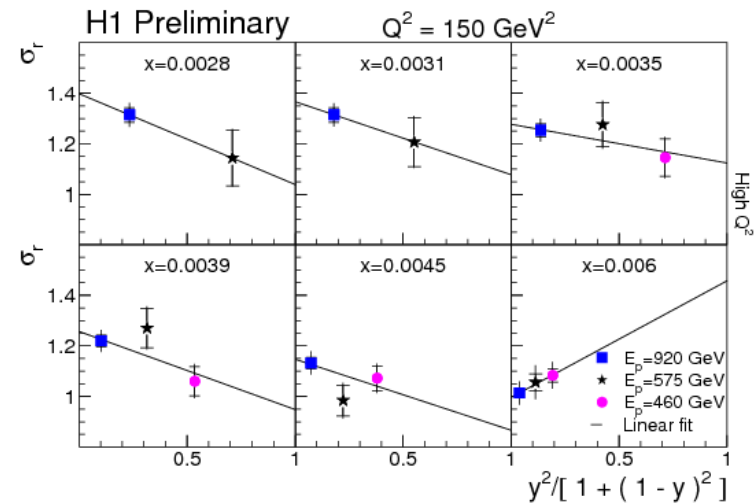 H1 Preliminary
Q² = 150 GeV²
σᵣ
x=0.0028
x=0.0031
x=0.0035
1.4
1.2
1
High Q²
σᵣ
x=0.0039
x=0.0045
x=0.006
1.4
1.2
1
Eₚ=920 GeV
Eₚ=575 GeV
Eₚ=460 GeV
Linear fit
0.5 1 0.5 1 0.5 1
y²/[ 1 + ( 1 - y )² ]